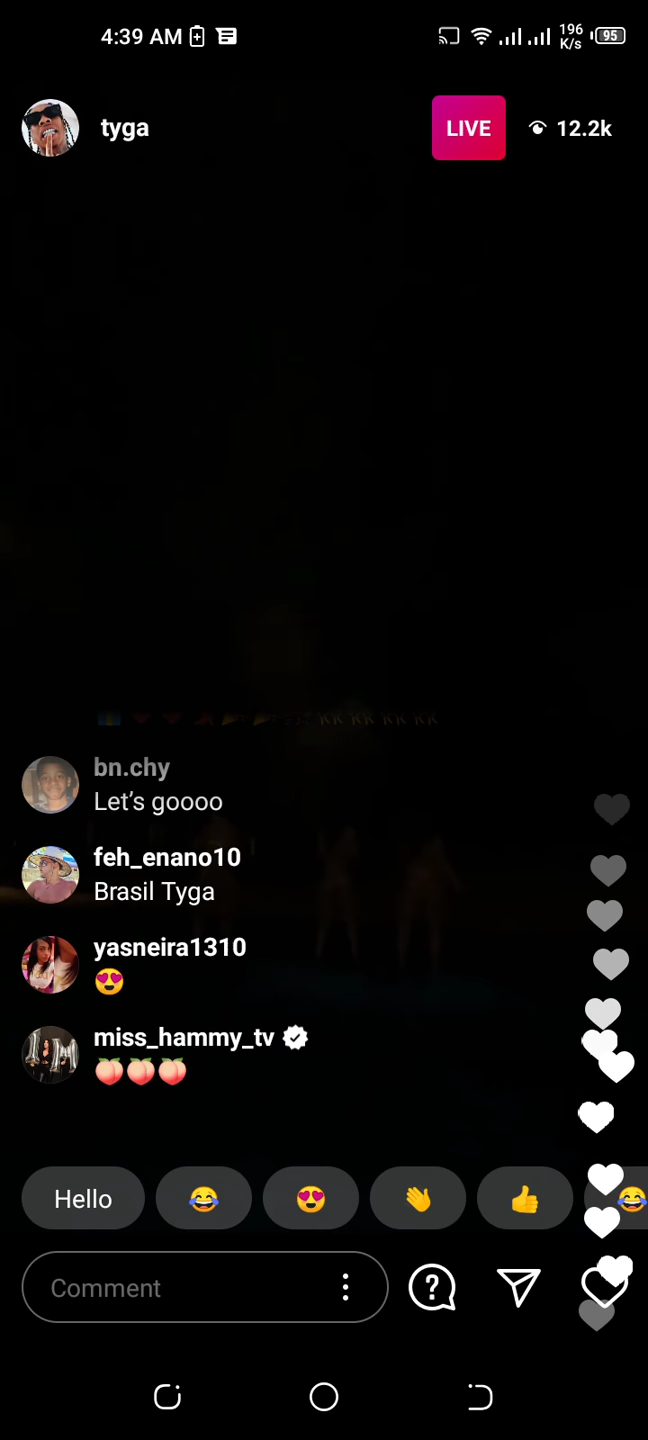 4:39 AM
196
K/s
95
tyga
LIVE
12.2k
bn.chy
Let’s goooo
feh_enano10
Brasil Tyga
yasneira1310
😍
miss_hammy_tv
🍑🍑🍑
Hello 😂 😍 👋 👍 😂
Comment